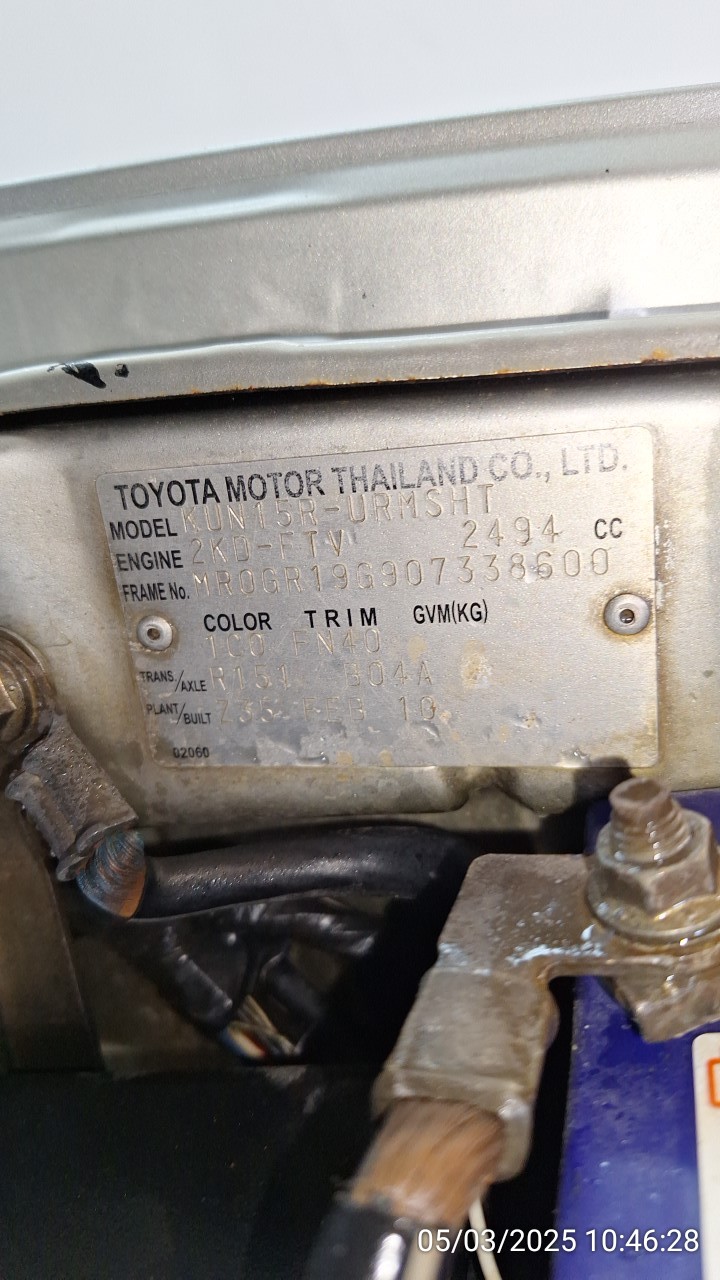 TOYOTA MOTOR THAILAND CO., LTD.
MODEL KUN15R-URMSHT
ENGINE 2KD-FTV 2494 CC
FRAME No. MR0GR19G907338600
COLOR TRIM GVM(KG)
1C0 FN40
TRANS./AXLE R151 B04A
PLANT/BUILT Z35 FEB 10
02060
05/03/2025 10:46:28